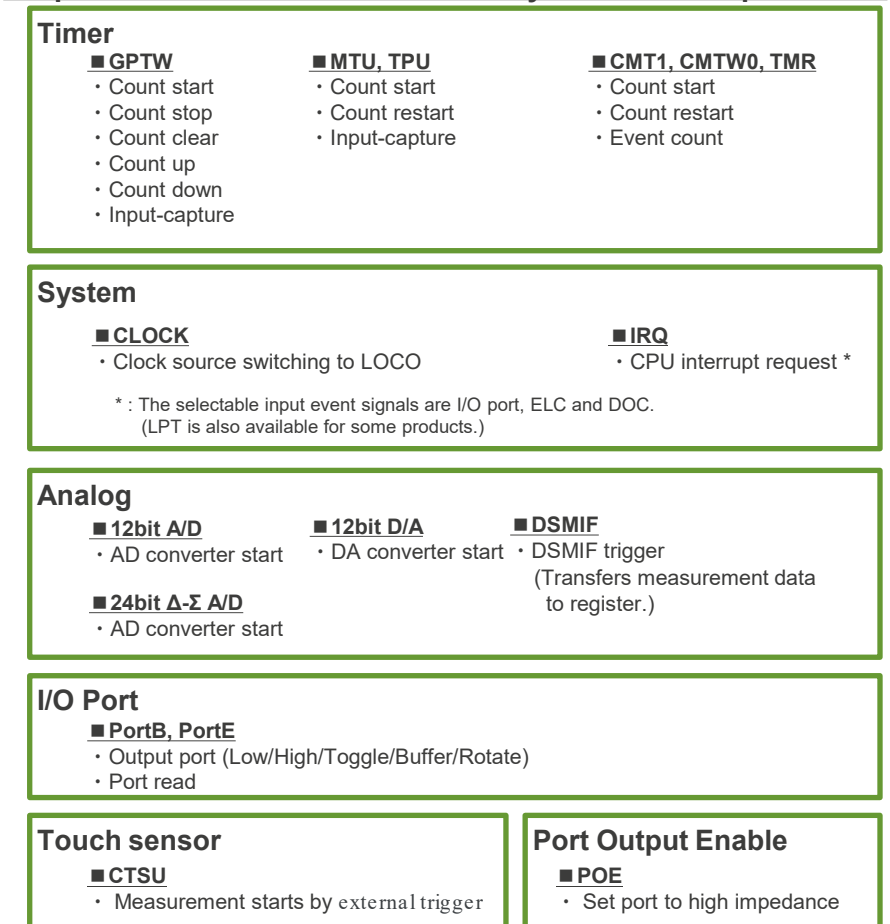 Timer
■GPTW
・Count start
・Count stop
・Count clear
・Count up
・Count down
・Input-capture
■MTU, TPU
・Count start
・Count restart
・Input-capture
■CMT1, CMTW0, TMR
・Count start
・Count restart
・Event count
System
■CLOCK
・Clock source switching to LOCO
■IRQ
・CPU interrupt request *
* : The selectable input event signals are I/O port, ELC and DOC.
(LPT is also available for some products.)
Analog
■12bit A/D
・AD converter start
■24bit Δ-Σ A/D
・AD converter start
■12bit D/A
・DA converter start
■DSMIF
・DSMIF trigger
(Transfers measurement data
to register.)
I/O Port
■PortB, PortE
・Output port (Low/High/Toggle/Buffer/Rotate)
・Port read
Touch sensor
■CTSU
・Measurement starts by external trigger
Port Output Enable
■POE
・Set port to high impedance